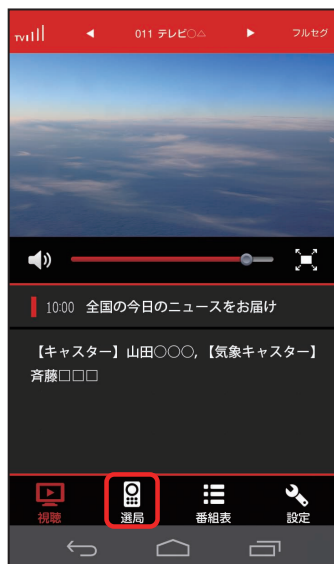 TV 011 テレビ○△ フルセグ
10:00 全国の今日のニュースをお届け
【キャスター】山田○○○,【気象キャスター】
斉藤□□□
視聴 選局 番組表 設定